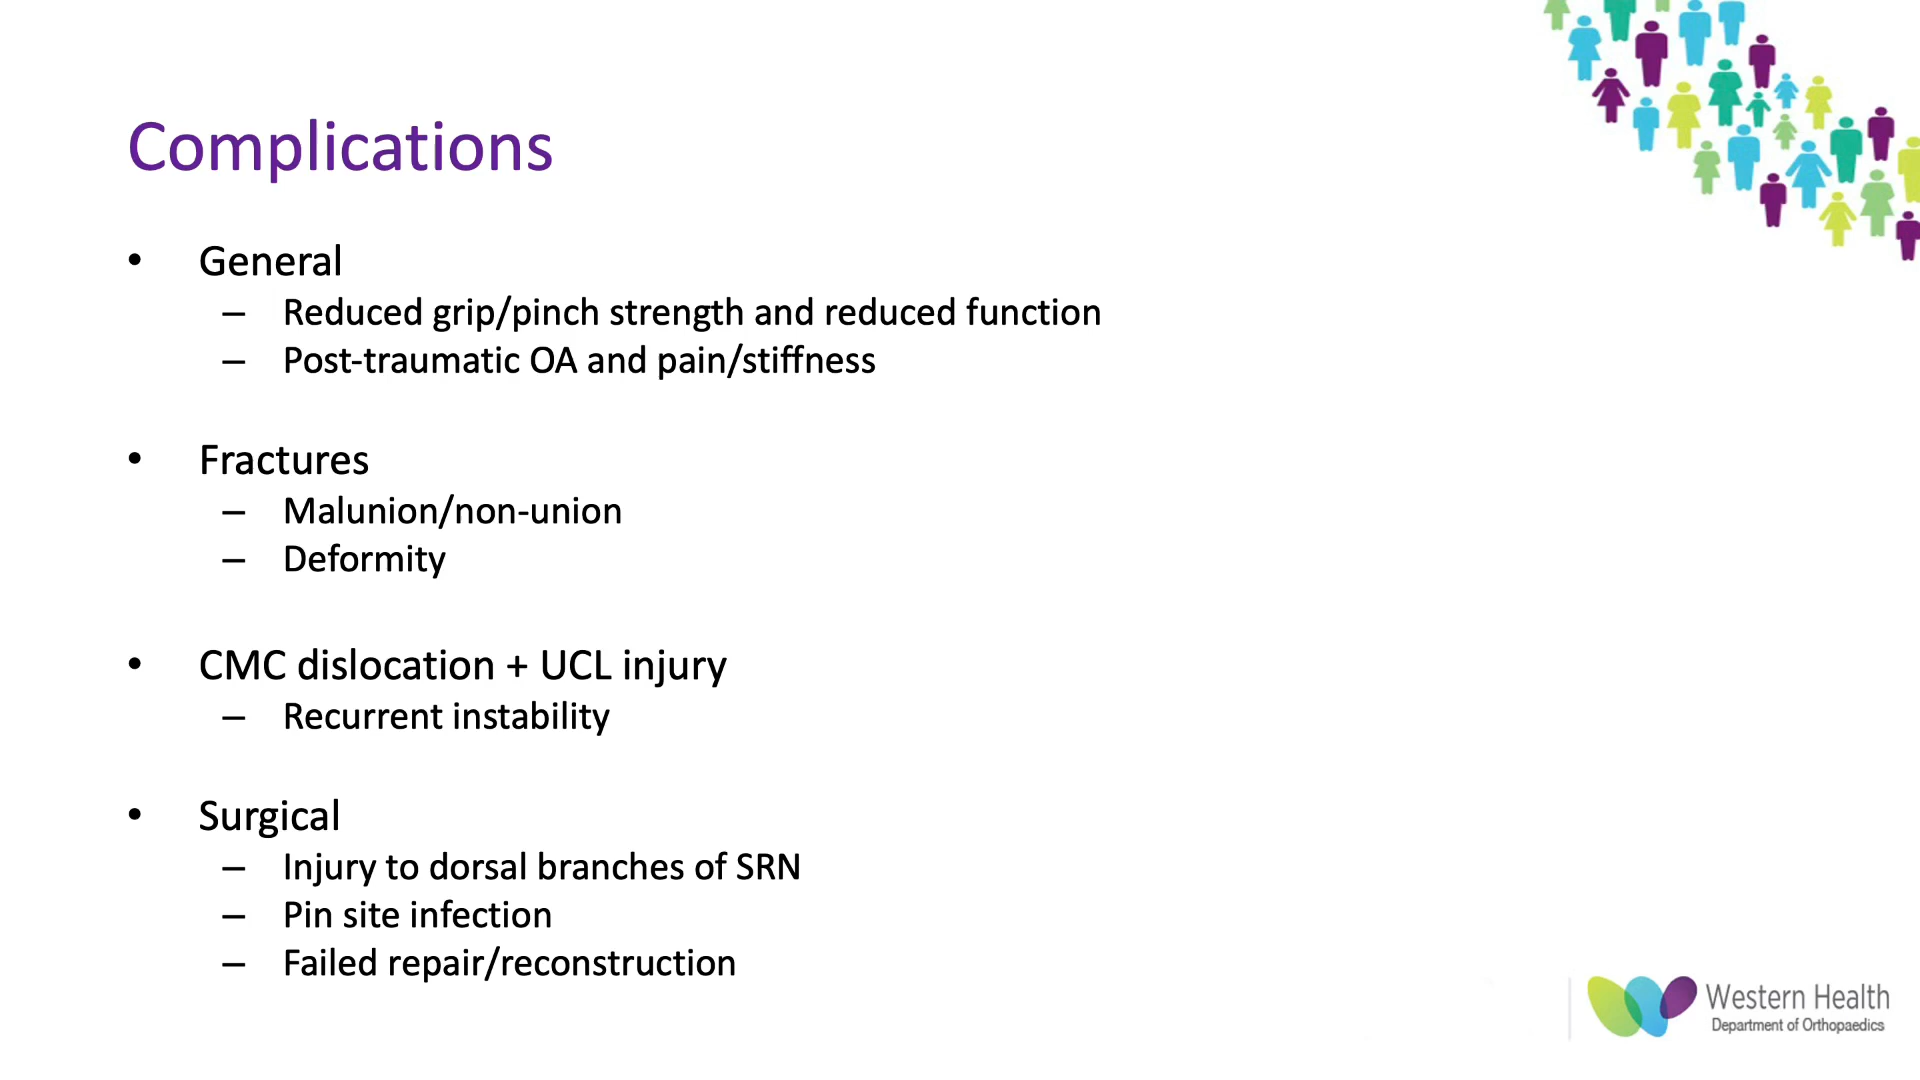 Complications
• General
– Reduced grip/pinch strength and reduced function
– Post-traumatic OA and pain/stiffness
• Fractures
– Malunion/non-union
– Deformity
• CMC dislocation + UCL injury
– Recurrent instability
• Surgical
– Injury to dorsal branches of SRN
– Pin site infection
– Failed repair/reconstruction
Western Health
Department of Orthopaedics